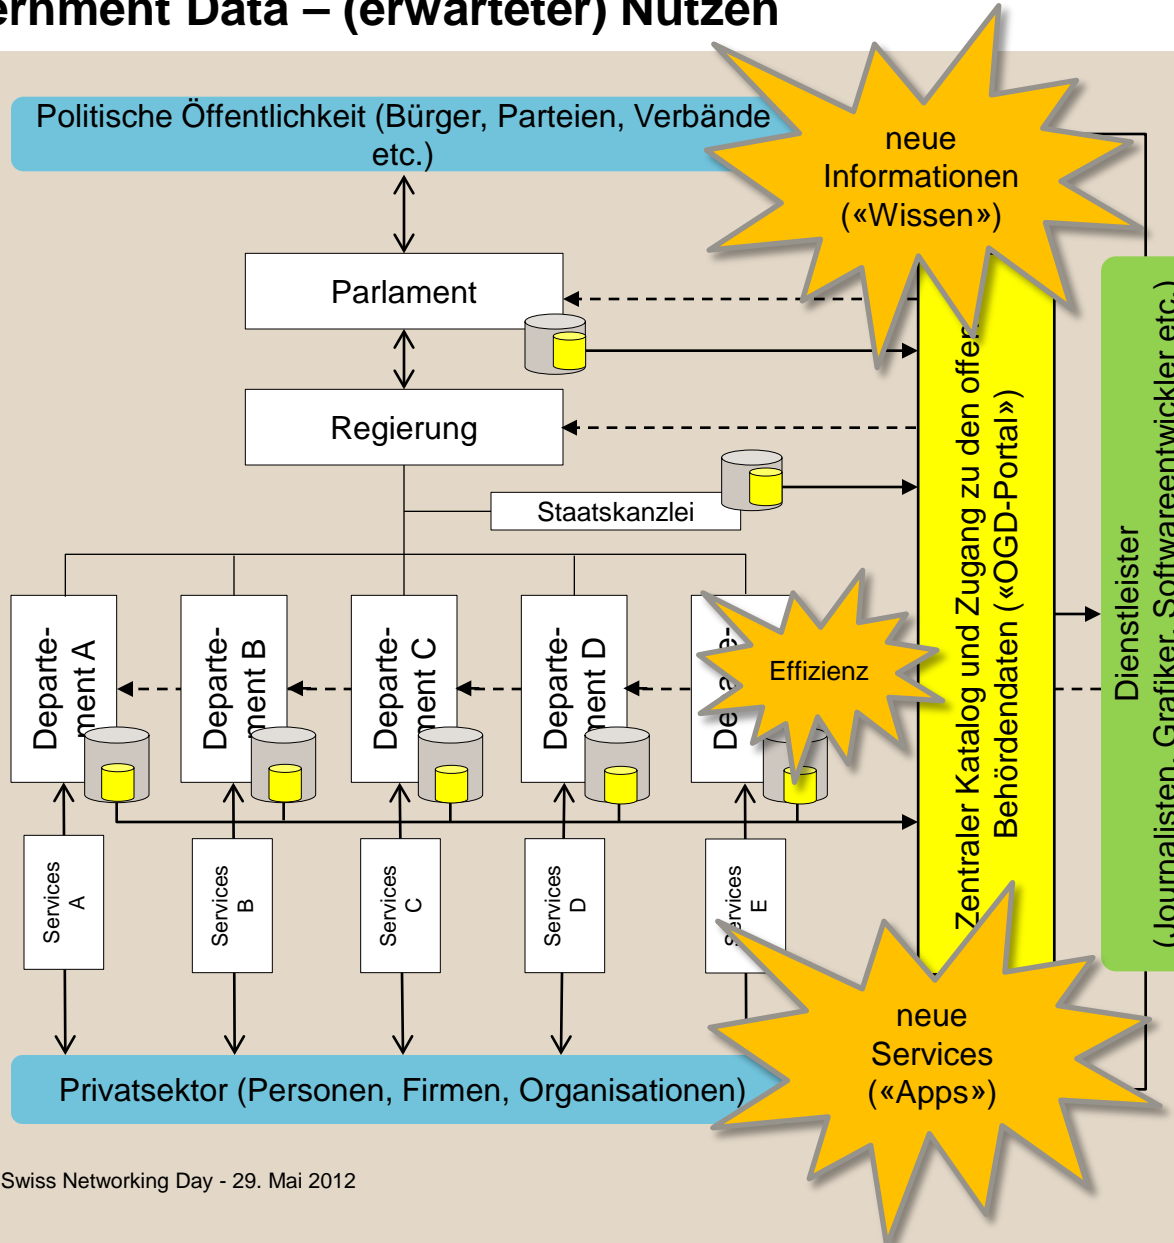 ernment Data – (erwarteter) Nutzen
Politische Öffentlichkeit (Bürger, Parteien, Verbände
etc.)
neue
Informationen
(«Wissen»)
Parlament
Regierung
Staatskanzlei
Departe-
ment A
Departe-
ment B
Departe-
ment C
Departe-
ment D
Effizienz
Services
A
Services
B
Services
C
Services
D
Services
E
Zentraler Katalog und Zugang zu den offen
Behördendaten («OGD-Portal»)
Dienstleister
(Journalisten, Grafiker, Softwareentwickler etc.)
neue
Services
(«Apps»)
Privatsektor (Personen, Firmen, Organisationen)
Swiss Networking Day - 29. Mai 2012